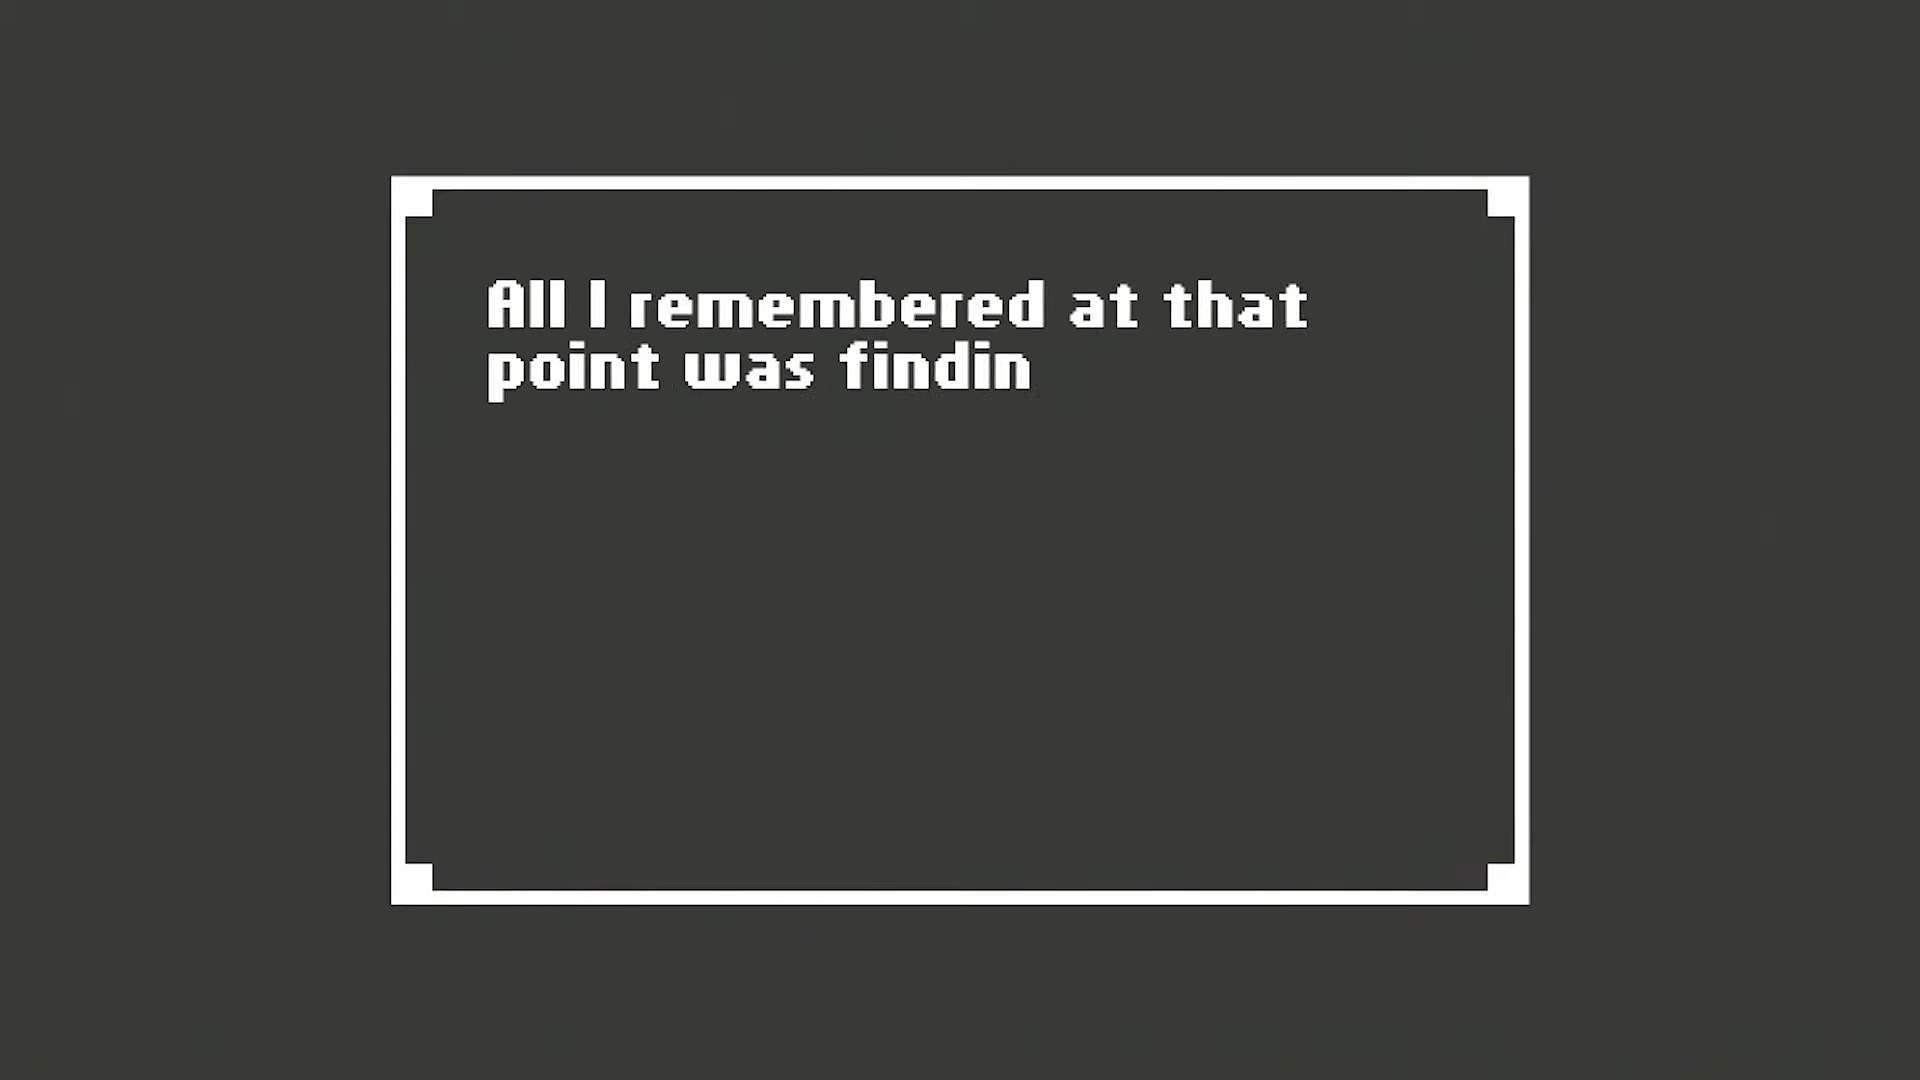 All I remembered at that
point was findin